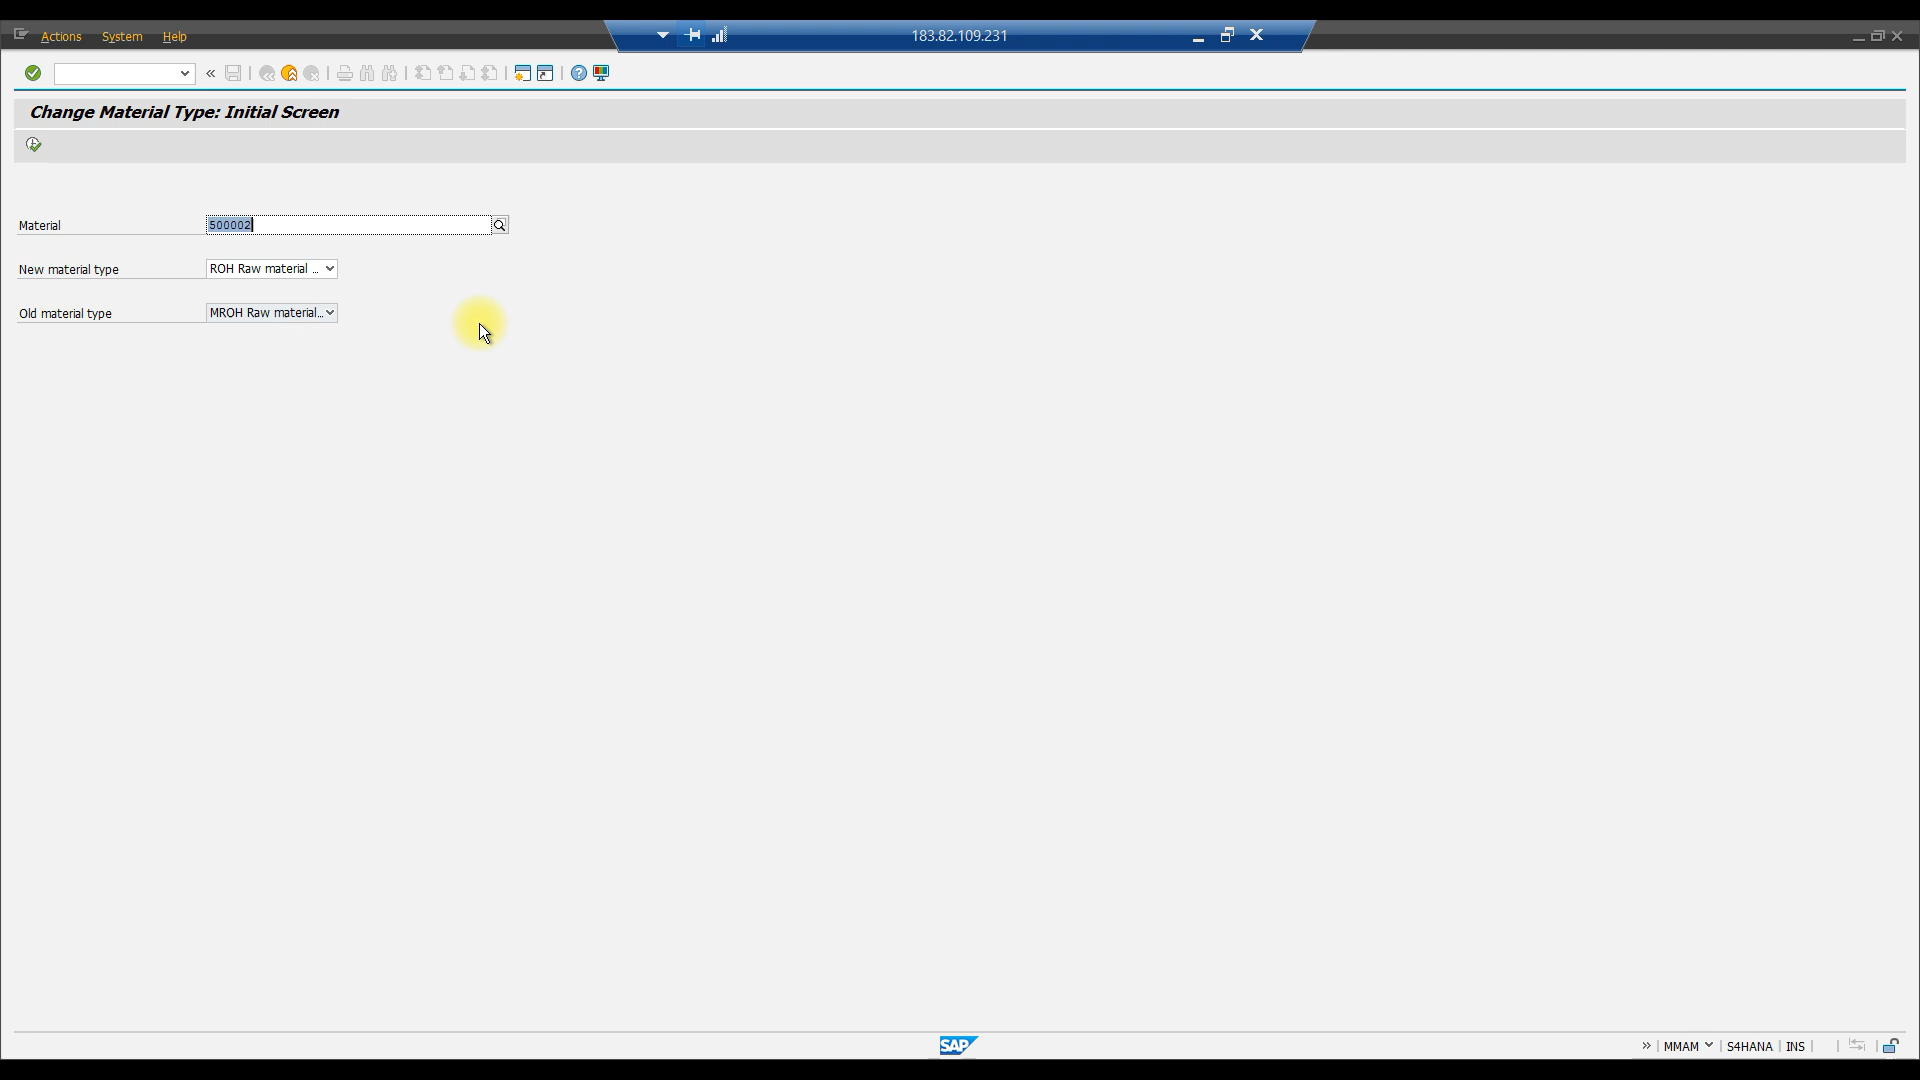 Actions System Help
183.82.109.231
Change Material Type: Initial Screen
Material 500002
New material type ROH Raw material ...
Old material type MROH Raw material...
SAP
MMAM S4HANA INS